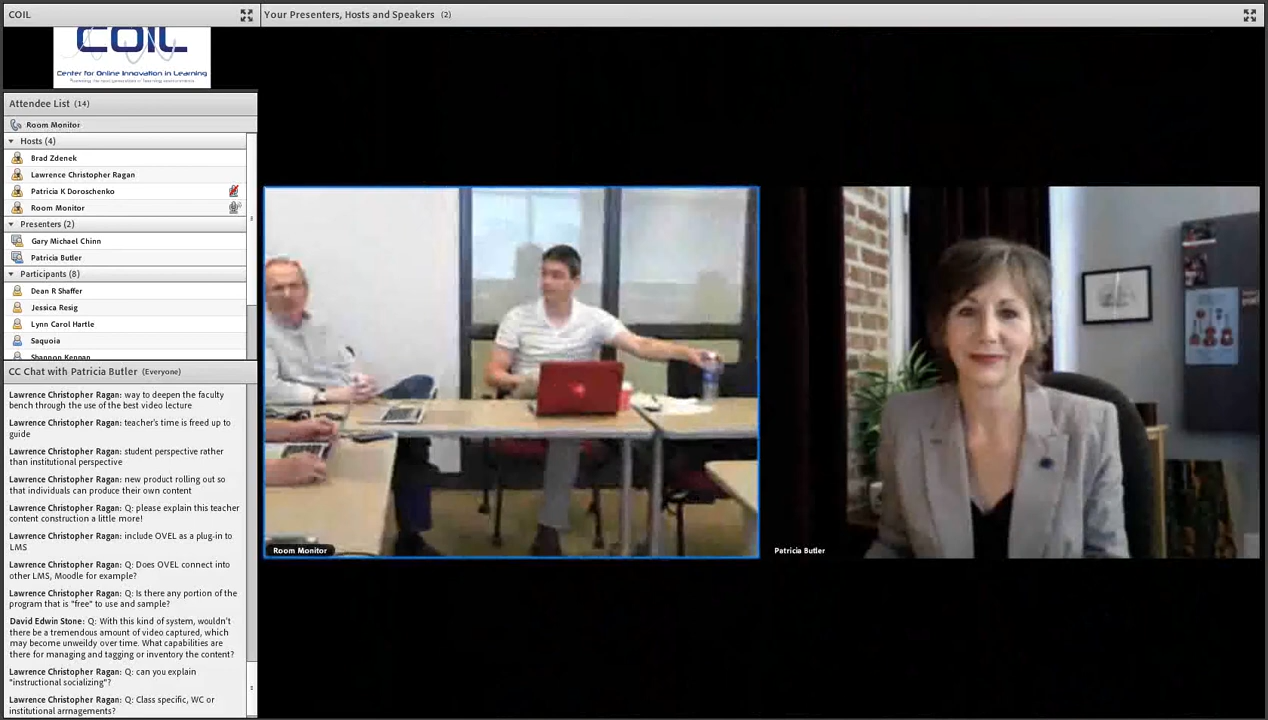 COIL
Your Presenters, Hosts and Speakers (2)
COIL
Center for Online Innovation in Learning
Attendee List (14)
Room Monitor
Hosts (4)
Brad Zdenek
Lawrence Christopher Ragan
Patricia K Doroschenko
Room Monitor
Presenters (2)
Gary Michael Chinn
Patricia Butler
Participants (8)
Dean R Shaffer
Jessica Resig
Lynn Carol Hartle
Saquoia
Shannon Kennan
CC Chat with Patricia Butler (Everyone)
Lawrence Christopher Ragan: way to deepen the faculty
bench through the use of the best video lecture
Lawrence Christopher Ragan: teacher's time is freed up to
guide
Lawrence Christopher Ragan: student perspective rather
than institutional perspective
Lawrence Christopher Ragan: new product rolling out so
that individuals can produce their own content
Lawrence Christopher Ragan: Q: please explain this teacher
content construction a little more!
Lawrence Christopher Ragan: include OVEL as a plug-in to
LMS
Lawrence Christopher Ragan: Q: Does OVEL connect into
other LMS, Moodle for example?
Lawrence Christopher Ragan: Q: Is there any portion of the
program that is "free" to use and sample?
David Edwin Stone: Q: With this kind of system, wouldn't
there be a tremendous amount of video captured, which
may become unweildy over time. What capabilities are
there for managing and tagging or inventory the content?
Lawrence Christopher Ragan: Q: can you explain
"instructional socializing"?
Lawrence Christopher Ragan: Q: Class specific, WC or
institutional arrnagements?
Room Monitor
Patricia Butler